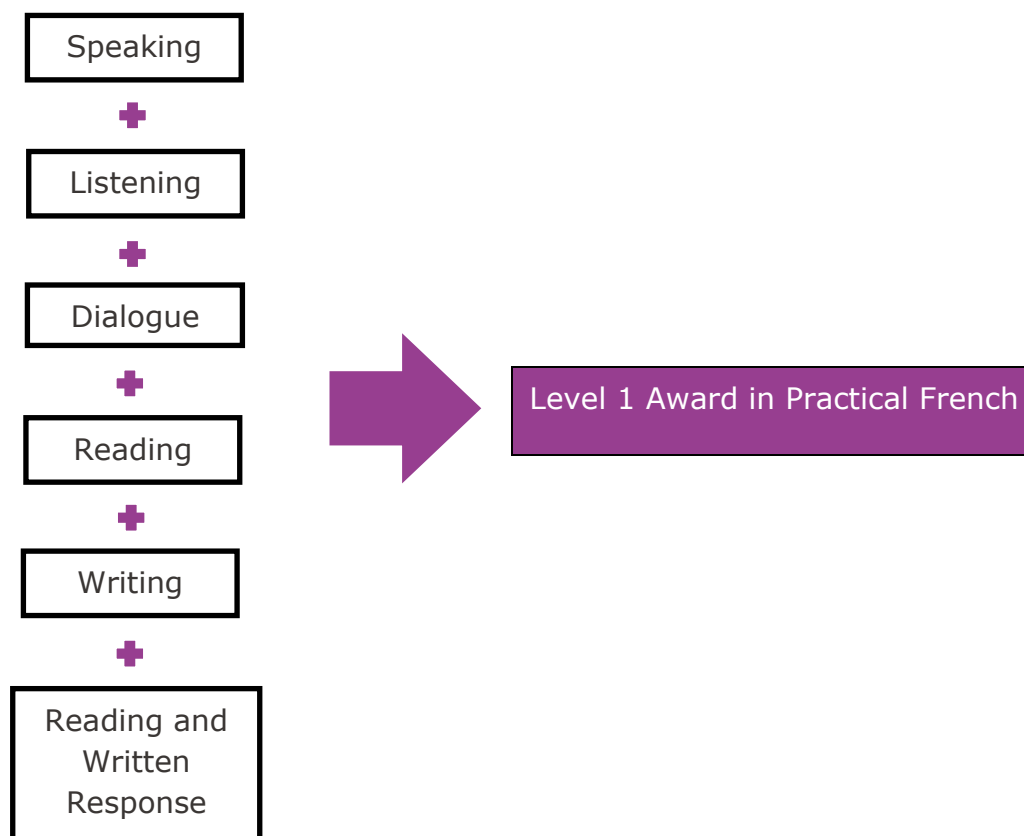 Speaking
Listening
Dialogue
Reading
Writing
Reading and
Written
Response
Level 1 Award in Practical French